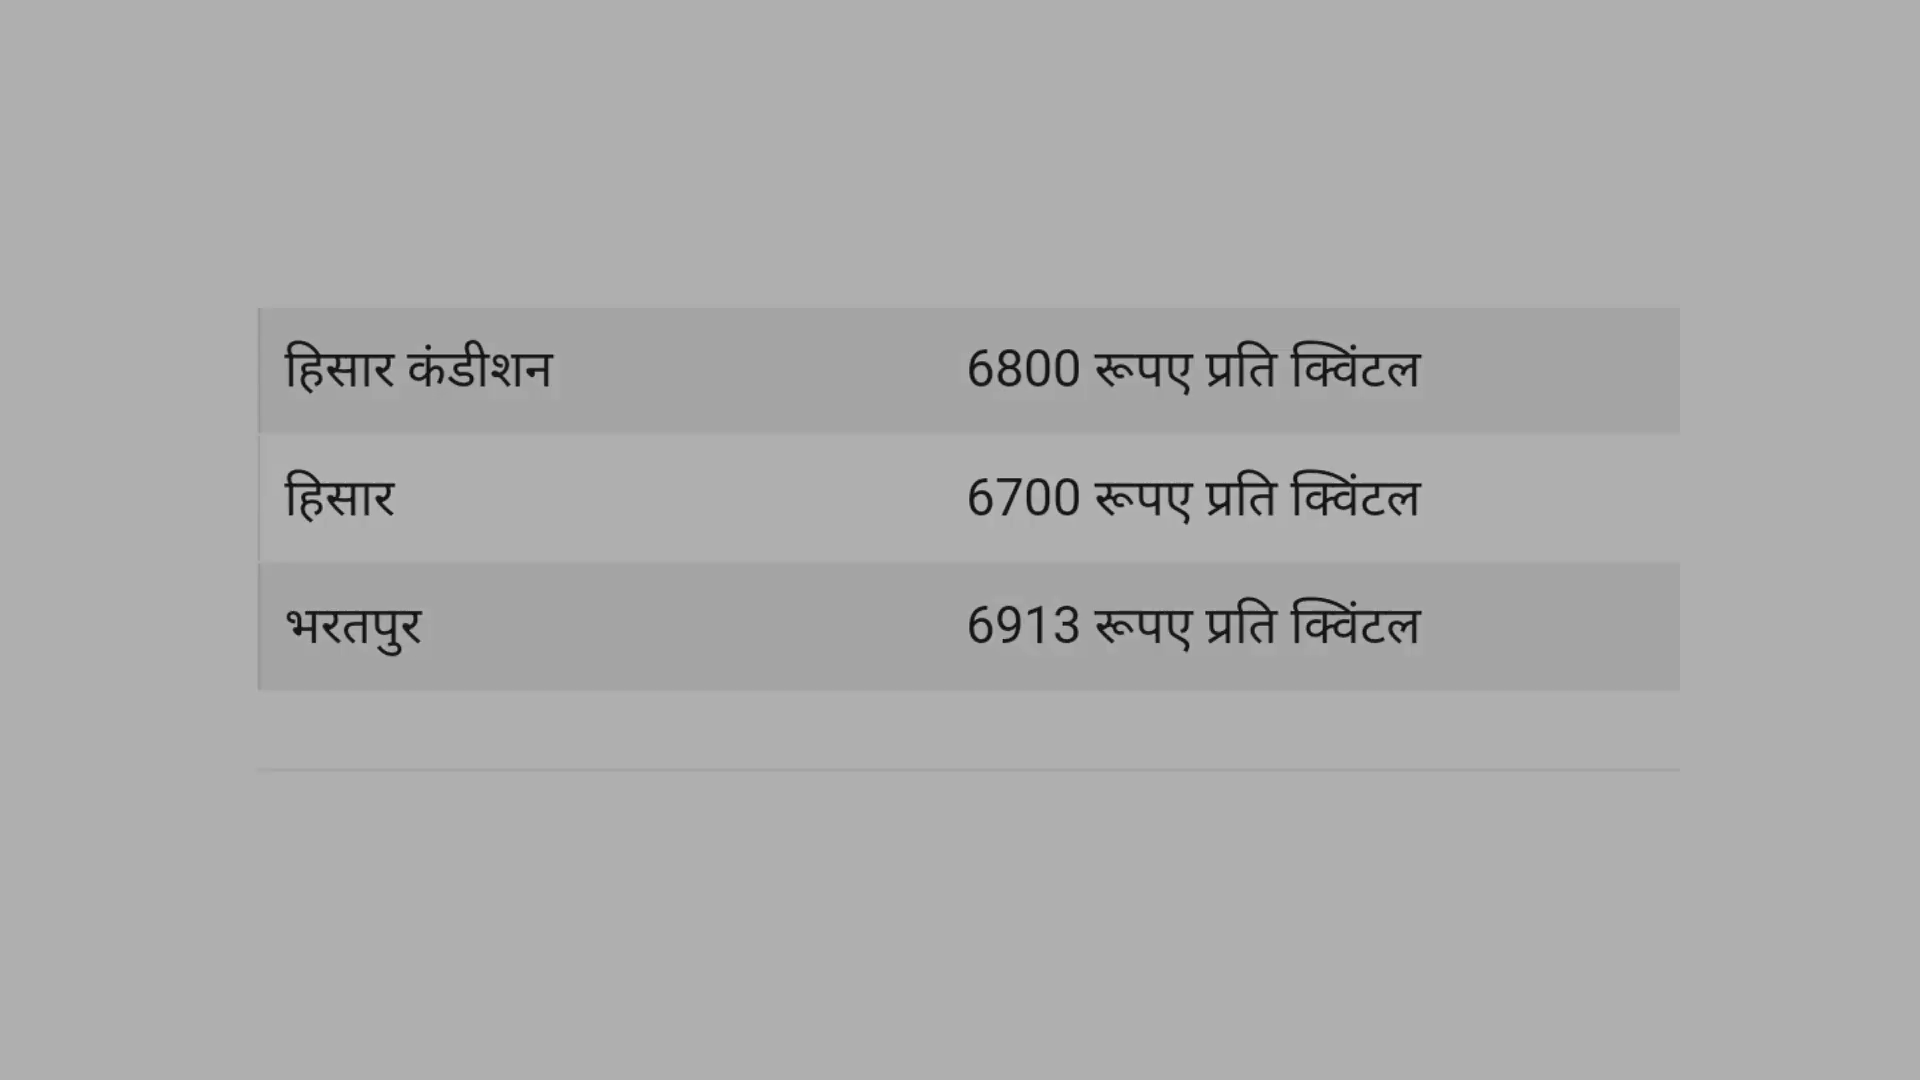 हिसार कंडीशन 6800 रूपए प्रति क्विंटल
हिसार 6700 रूपए प्रति क्विंटल
भरतपुर 6913 रूपए प्रति क्विंटल